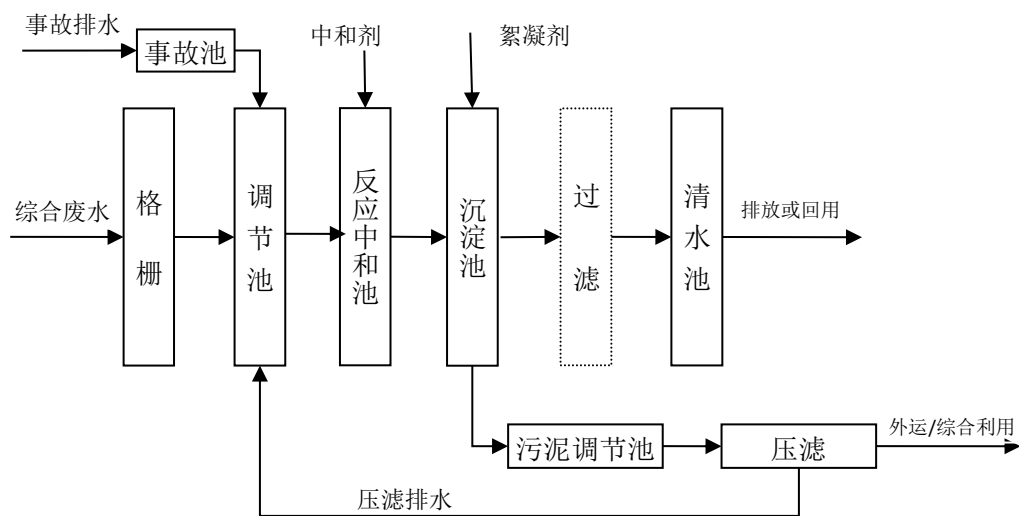 事故排水
事故池
中和剂
絮凝剂
综合废水
格栅
调节池
反应中和池
沉淀池
过滤
清水池
排放或回用
污泥调节池
压滤
外运/综合利用
压滤排水